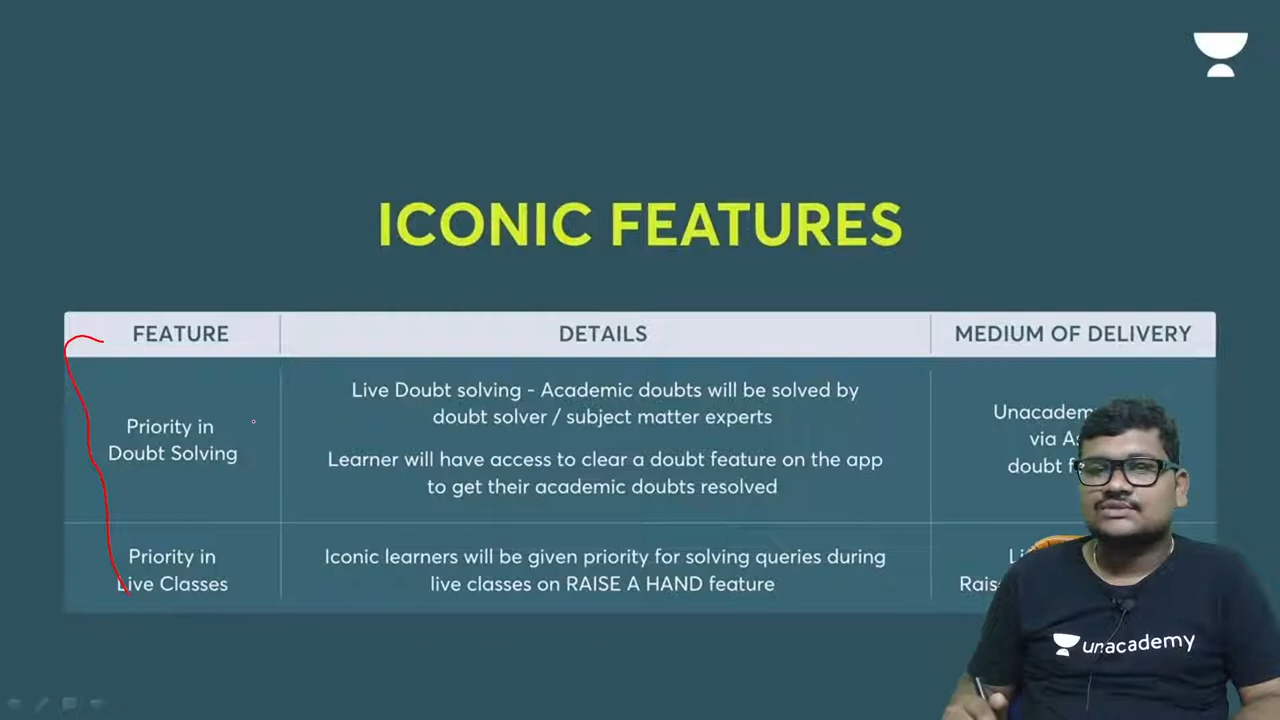 ICONIC FEATURES
FEATURE
DETAILS
MEDIUM OF DELIVERY
Priority in
Doubt Solving
Live Doubt solving - Academic doubts will be solved by
doubt solver / subject matter experts
Learner will have access to clear a doubt feature on the app
to get their academic doubts resolved
via
doubt
Priority in
Live Classes
Iconic learners will be given priority for solving queries during
live classes on RAISE A HAND feature
unacademy